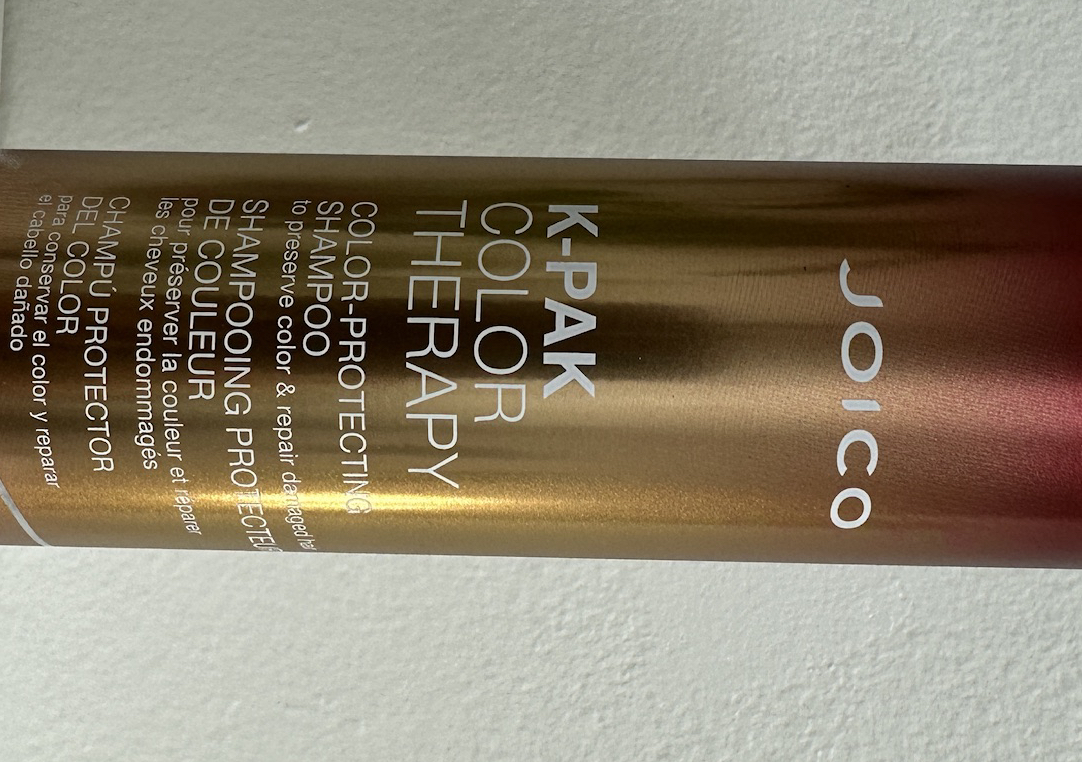 JOICO
K-PAK
COLOR
THERAPY
COLOR-PROTECTING
SHAMPOO
to preserve color & repair damaged hair
SHAMPOOING PROTECTEUR
DE COULEUR
pour préserver la couleur et réparer
les cheveux endommagés
CHAMPÚ PROTECTOR
DEL COLOR
para conservar el color y reparar
el cabello dañado